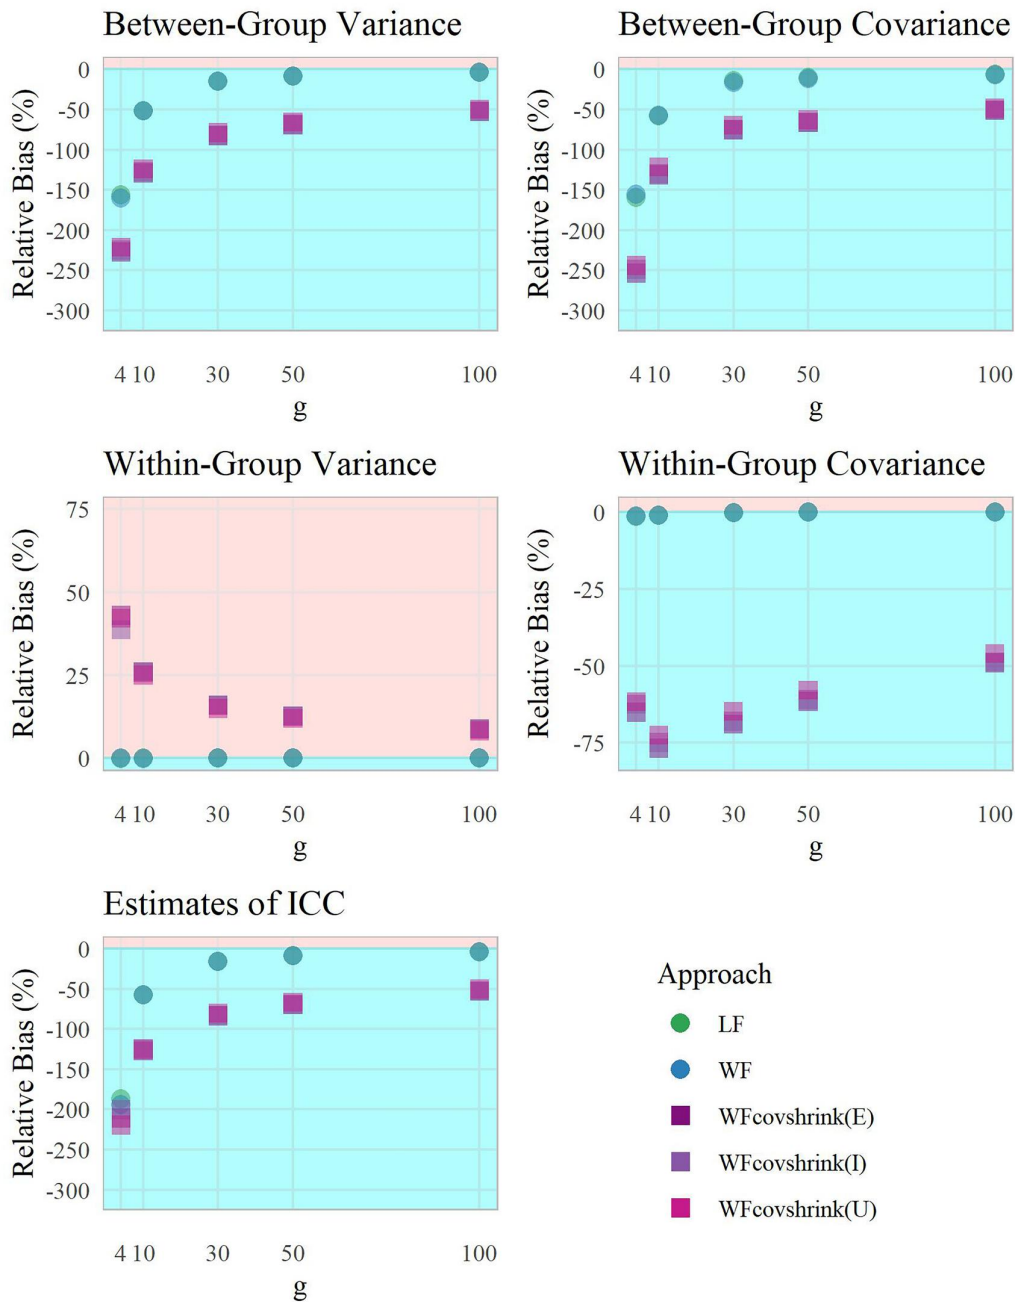 Between-Group Variance
Relative Bias (%)
0
-50
-100
-150
-200
-250
-300
4 10 30 50 100
g
Between-Group Covariance
Relative Bias (%)
0
-50
-100
-150
-200
-250
-300
4 10 30 50 100
g
Within-Group Variance
Relative Bias (%)
75
50
25
0
4 10 30 50 100
g
Within-Group Covariance
Relative Bias (%)
0
-25
-50
-75
4 10 30 50 100
g
Estimates of ICC
Relative Bias (%)
0
-50
-100
-150
-200
-250
-300
4 10 30 50 100
g
Approach
LF
WF
WFcovshrink(E)
WFcovshrink(I)
WFcovshrink(U)